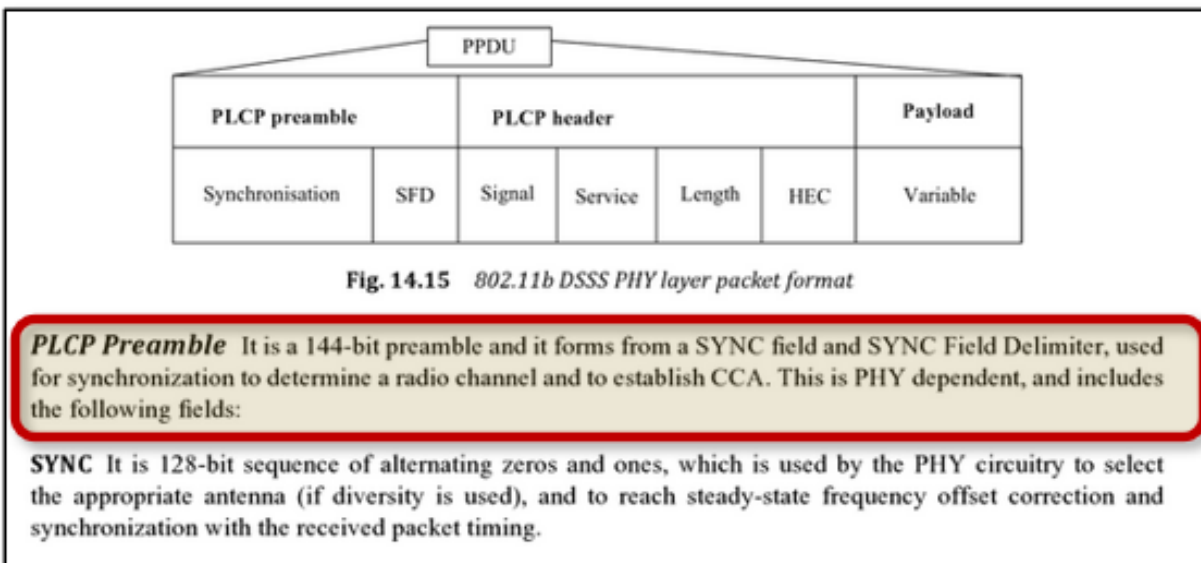 PPDU
PLCP preamble
PLCP header
Payload
Synchronisation
SFD
Signal
Service
Length
HEC
Variable
Fig. 14.15 802.11b DSSS PHY layer packet format
PLCP Preamble It is a 144-bit preamble and it forms from a SYNC field and SYNC Field Delimiter, used
for synchronization to determine a radio channel and to establish CCA. This is PHY dependent, and includes
the following fields:
SYNC It is 128-bit sequence of alternating zeros and ones, which is used by the PHY circuitry to select
the appropriate antenna (if diversity is used), and to reach steady-state frequency offset correction and
synchronization with the received packet timing.